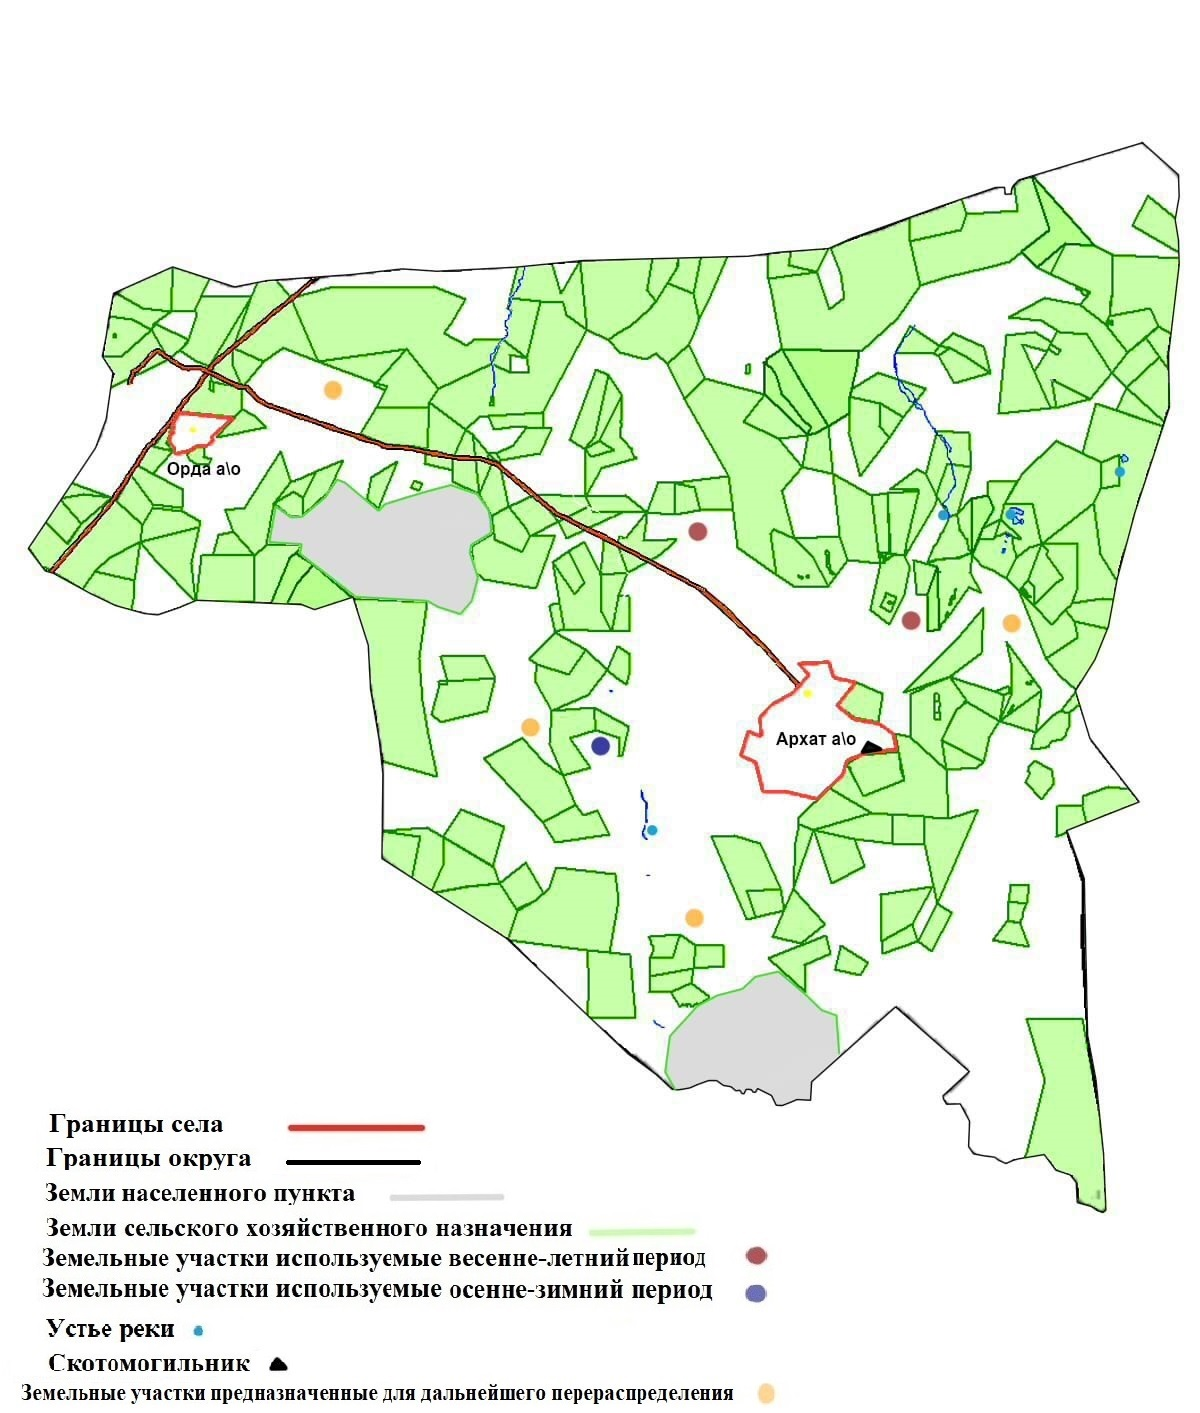 Орда а\о
Архат а\о
Границы села
Границы округа
Земли населенного пункта
Земли сельского хозяйственного назначения
Земельные участки используемые весенне-летний период
Земельные участки используемые осенне-зимний период
Устье реки
Скотомогильник
Земельные участки предназначенные для дальнейшего перераспределения